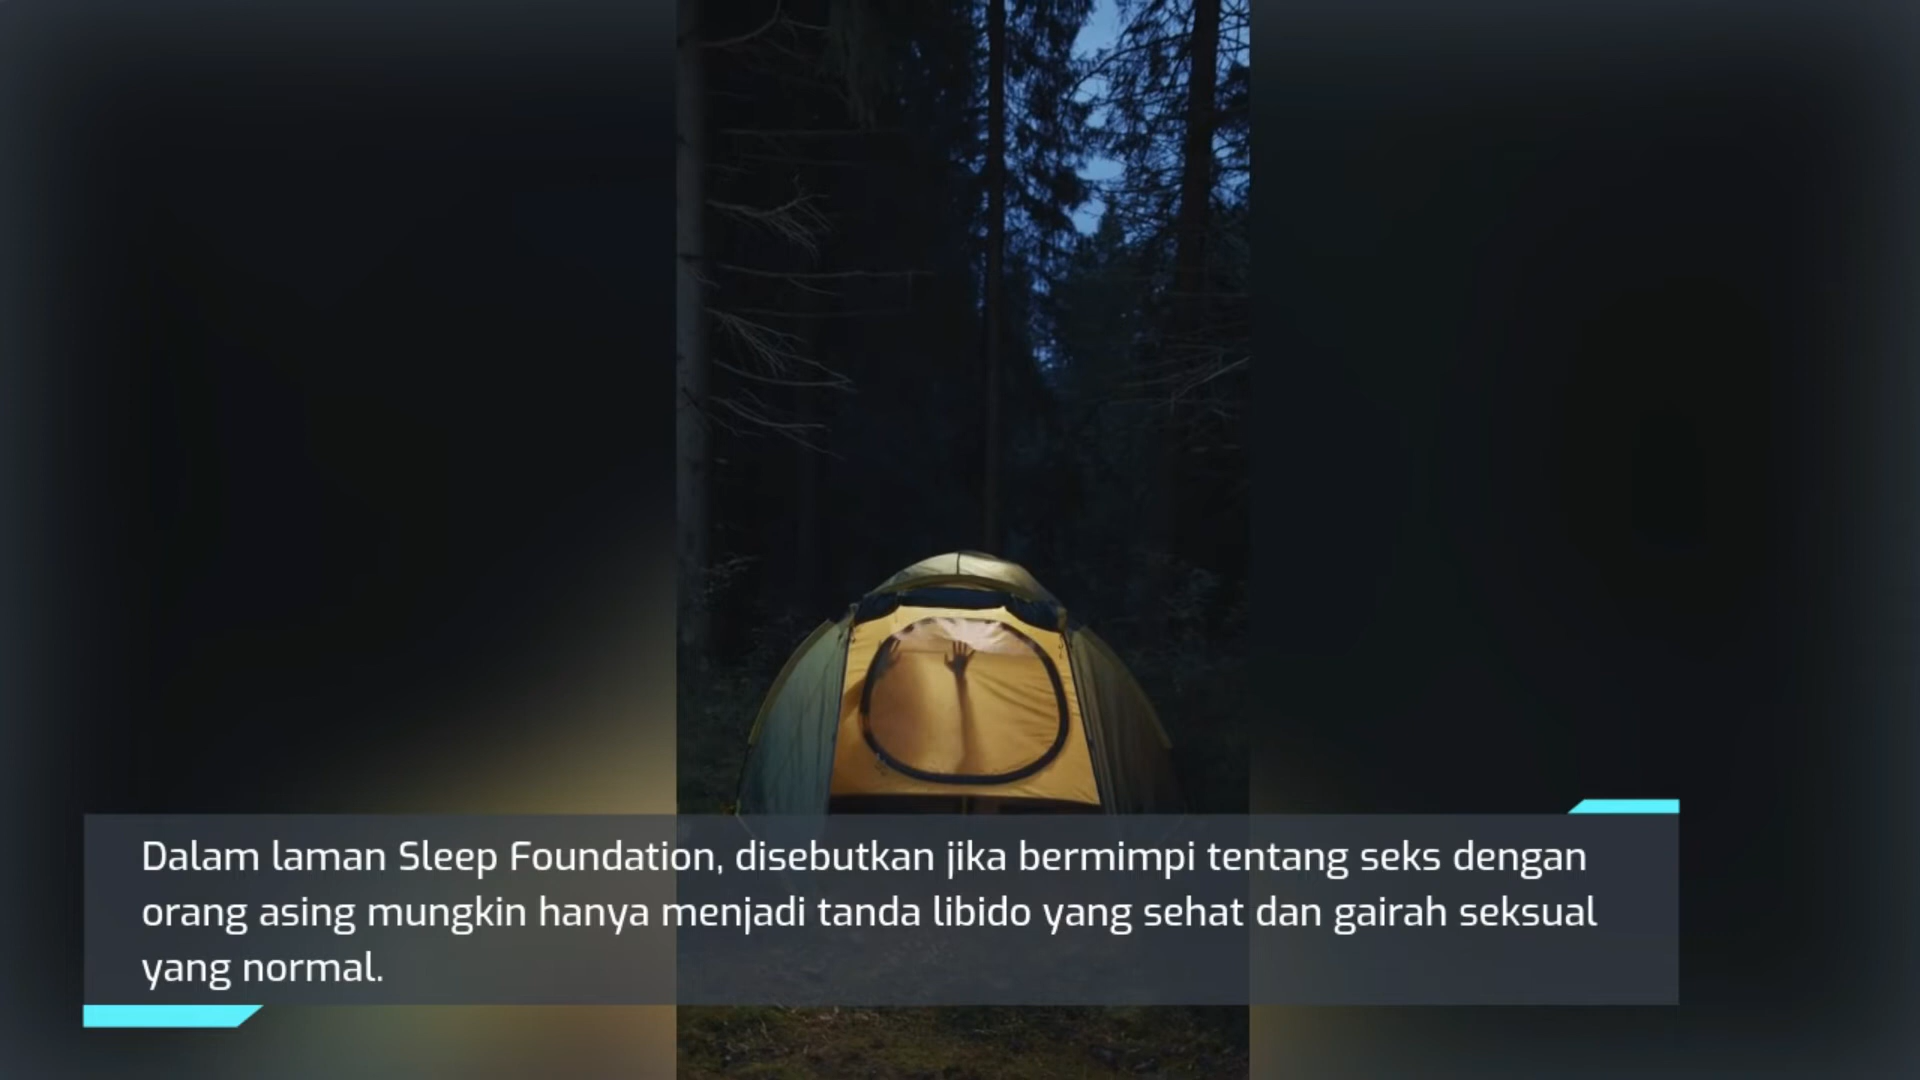 Dalam laman Sleep Foundation, disebutkan jika bermimpi tentang seks dengan
orang asing mungkin hanya menjadi tanda libido yang sehat dan gairah seksual
yang normal.